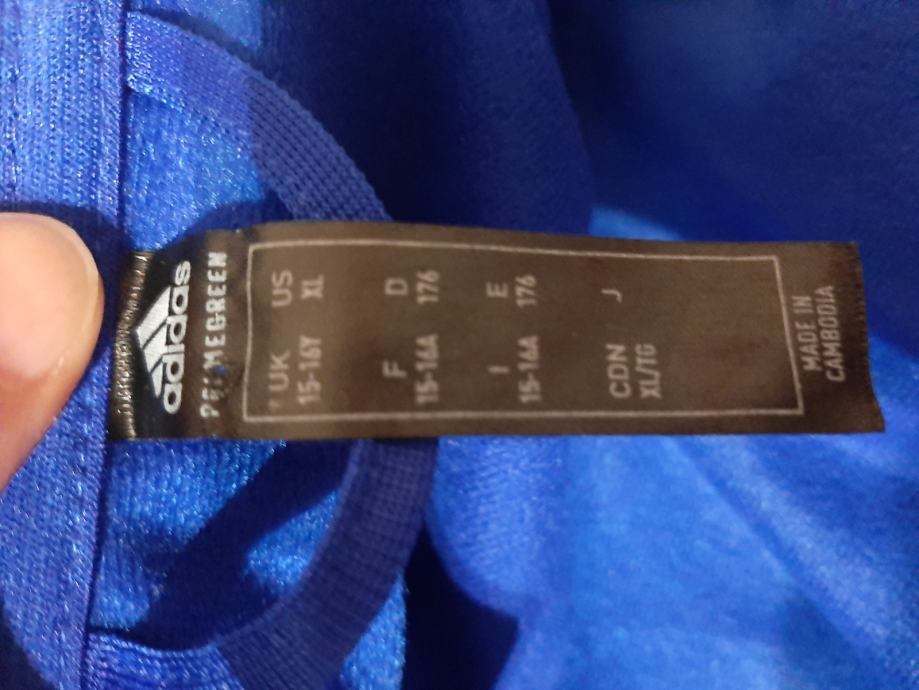 adidas
PRIMEGREEN
UK US
15-16Y XL
F D
15-16A 176
I E
15-16A 176
CDN J
XL/TG
MADE IN
CAMBODIA